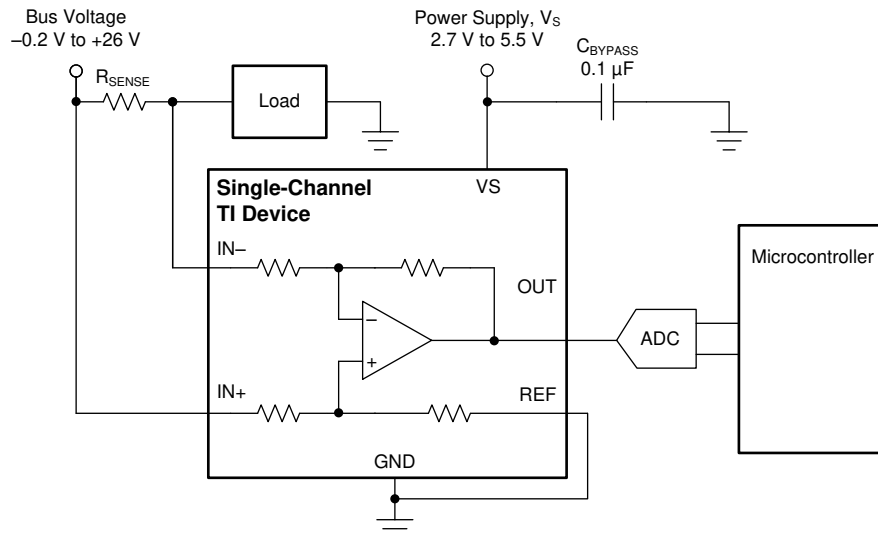 Bus Voltage
–0.2 V to +26 V
Power Supply, VS
2.7 V to 5.5 V
CBYPASS
0.1 µF
RSENSE
Load
VS
Single-Channel
TI Device
IN–
OUT
Microcontroller
–
+
ADC
IN+
REF
GND